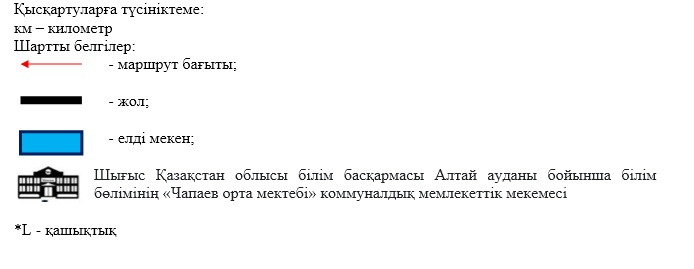 Қысқартуларға түсініктеме:
км – километр
Шартты белгілер:
- маршрут бағыты;
- жол;
- елді мекен;
Шығыс Қазақстан облысы білім басқармасы Алтай ауданы бойынша білім
бөлімінің «Чапаев орта мектебі» коммуналдық мемлекеттік мекемесі
*L - қашықтық